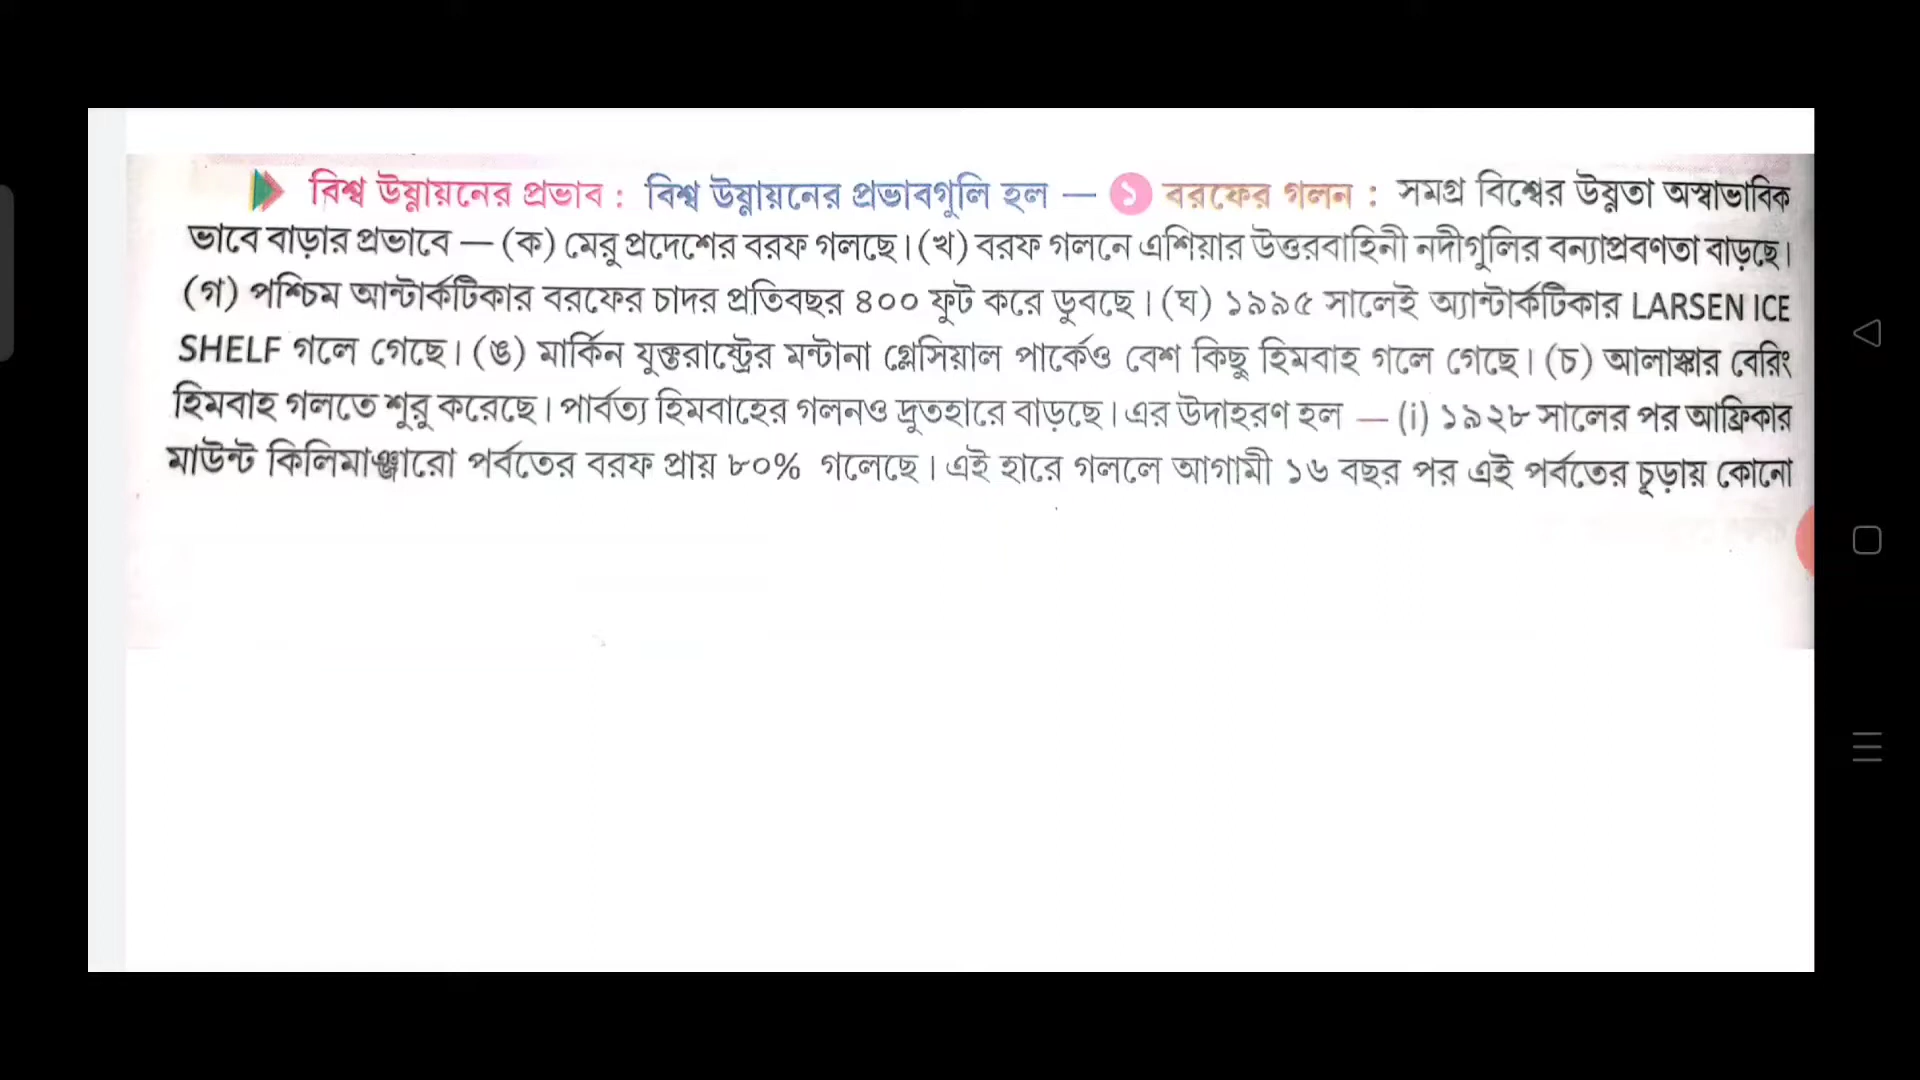 বিশ্ব উষ্ণায়নের প্রভাব : বিশ্ব উষ্ণায়নের প্রভাবগুলি হল — ১ বরফের গলন : সমগ্র বিশ্বের উষ্ণতা অস্বাভাবিক
ভাবে বাড়ার প্রভাবে — (ক) মেরু প্রদেশের বরফ গলছে। (খ) বরফ গলনে এশিয়ার উত্তরবাহিনী নদীগুলির বন্যাপ্রবণতা বাড়ছে।
(গ) পশ্চিম আন্টার্কটিকার বরফের চাদর প্রতিবছর ৪০০ ফুট করে ডুবছে। (ঘ) ১৯৯৫ সালেই অ্যান্টার্কটিকার LARSEN ICE
SHELF গলে গেছে। (ঙ) মার্কিন যুক্তরাষ্ট্রের মন্টানা গ্লেসিয়াল পার্কেও বেশ কিছু হিমবাহ গলে গেছে। (চ) আলাস্কার বেরিং
হিমবাহ গলতে শুরু করেছে। পার্বত্য হিমবাহের গলনও দ্রুতহারে বাড়ছে। এর উদাহরণ হল — (i) ১৯২৮ সালের পর আফ্রিকার
মাউন্ট কিলিমাঞ্জারো পর্বতের বরফ প্রায় ৮০% গলেছে। এই হারে গললে আগামী ১৬ বছর পর এই পর্বতের চূড়ায় কোনো